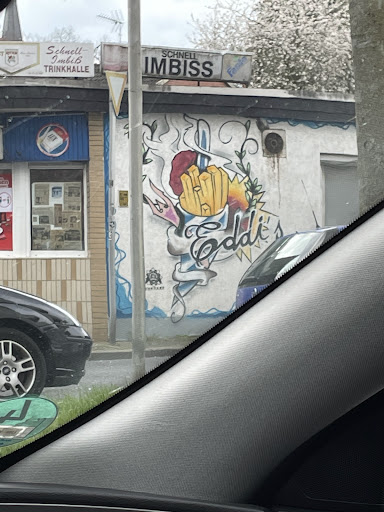 Schnell-
Imbiß
TRINKHALLE
SCHNELL
IMBISS
Eddi's